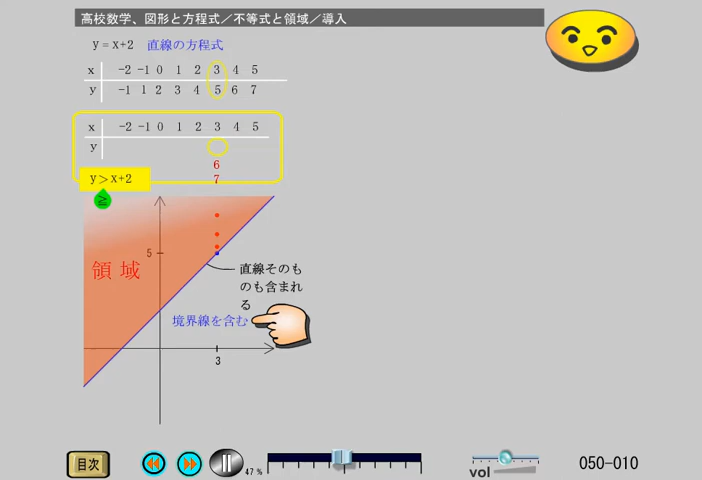 高校数学、図形と方程式／不等式と領域／導入
y = x+2 直線の方程式
x -2 -1 0 1 2 3 4 5
y -1 1 2 3 4 5 6 7
x -2 -1 0 1 2 3 4 5
y
6
7
y＞x+2
≧
5
領域
直線そのも
のも含まれ
る
境界線を含む
3
目次
47 %
vol
050-010